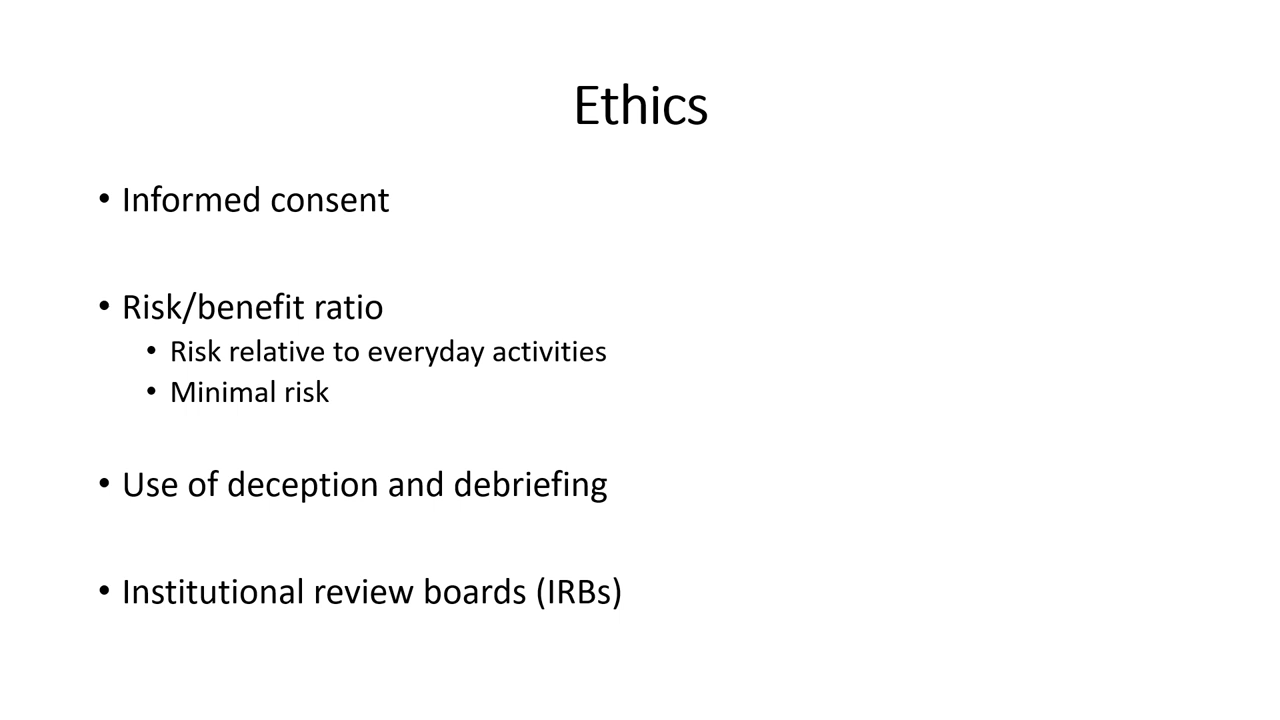 Ethics
• Informed consent
• Risk/benefit ratio
• Risk relative to everyday activities
• Minimal risk
• Use of deception and debriefing
• Institutional review boards (IRBs)